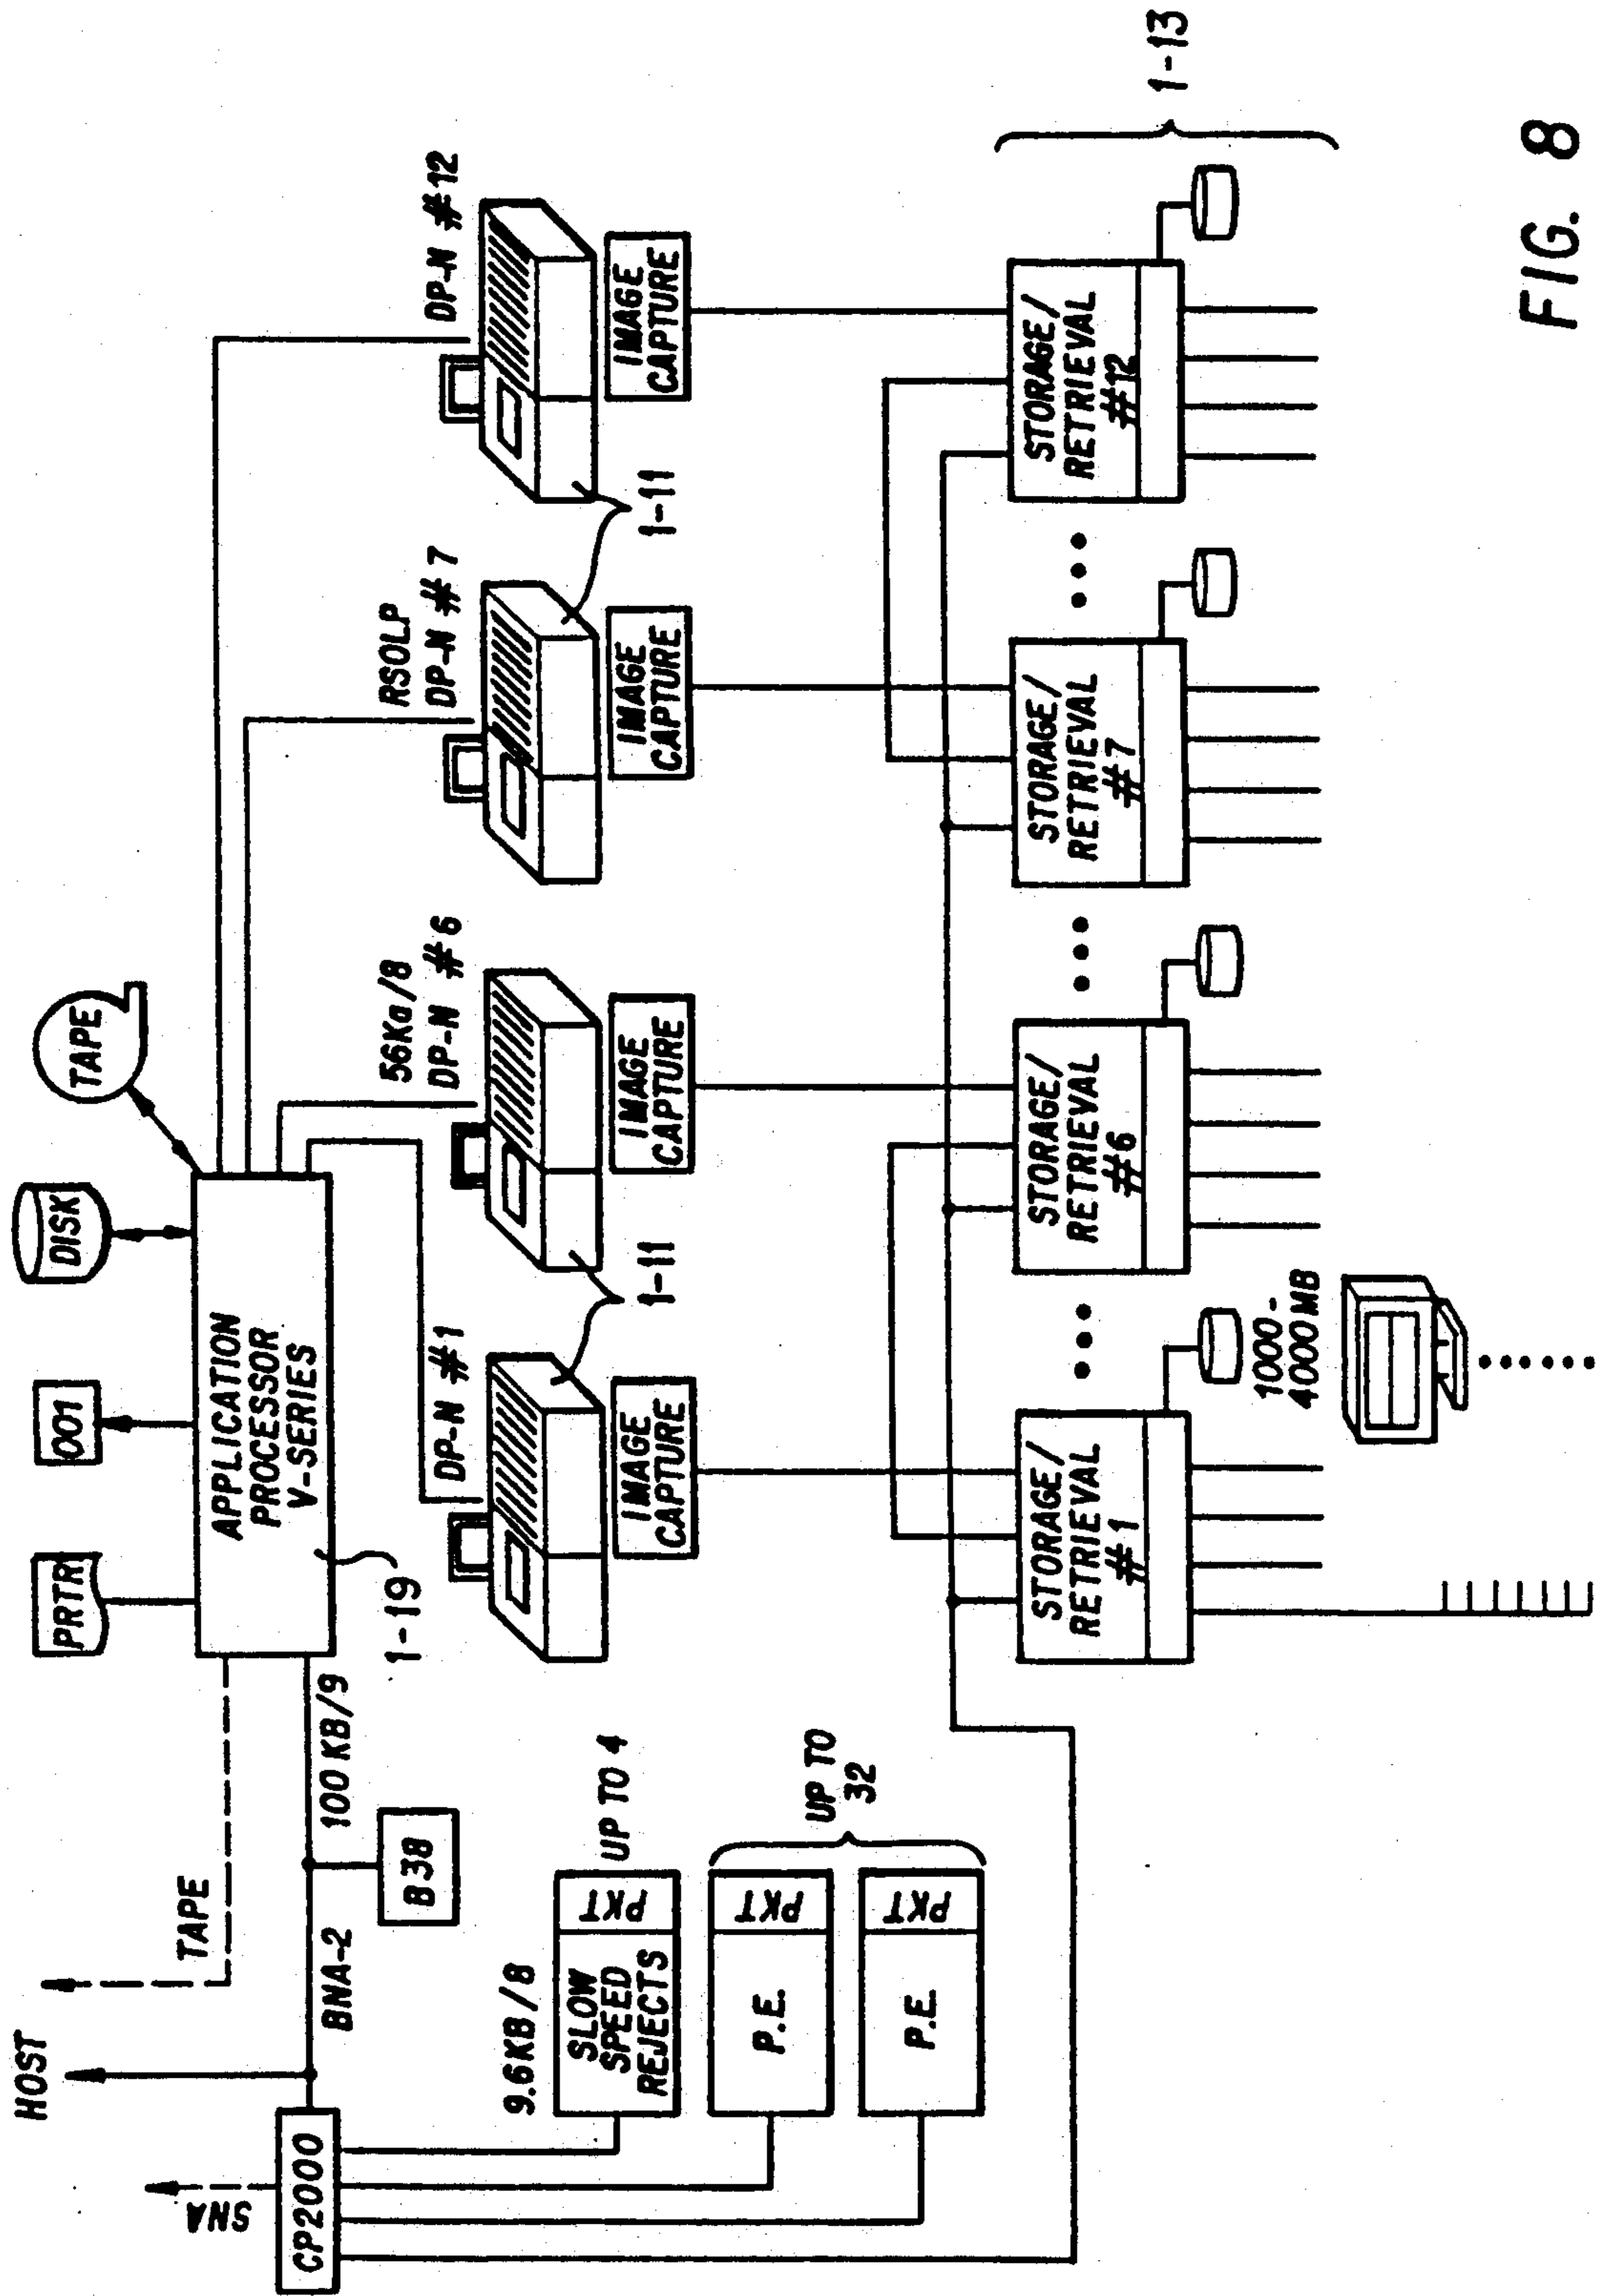 HOST
SNA
CP2000
TAPE
BNA-2
100 KB/9
B38
PRTR
001
DISK
TAPE
APPLICATION
PROCESSOR
V-SERIES
1-19
9.6KB/8
SLOW
SPEED
REJECTS
PKT
UP TO 4
P.E.
PKT
P.E.
PKT
UP TO
32
DP-N #1
56Ka/8
DP-N #6
RSOLP
DP-N #7
DP-N #12
1-11
1-11
IMAGE
CAPTURE
IMAGE
CAPTURE
IMAGE
CAPTURE
IMAGE
CAPTURE
STORAGE/
RETRIEVAL
#1
STORAGE/
RETRIEVAL
#6
STORAGE/
RETRIEVAL
#7
STORAGE/
RETRIEVAL
#12
1000-
4000 MB
1-13
FIG. 8